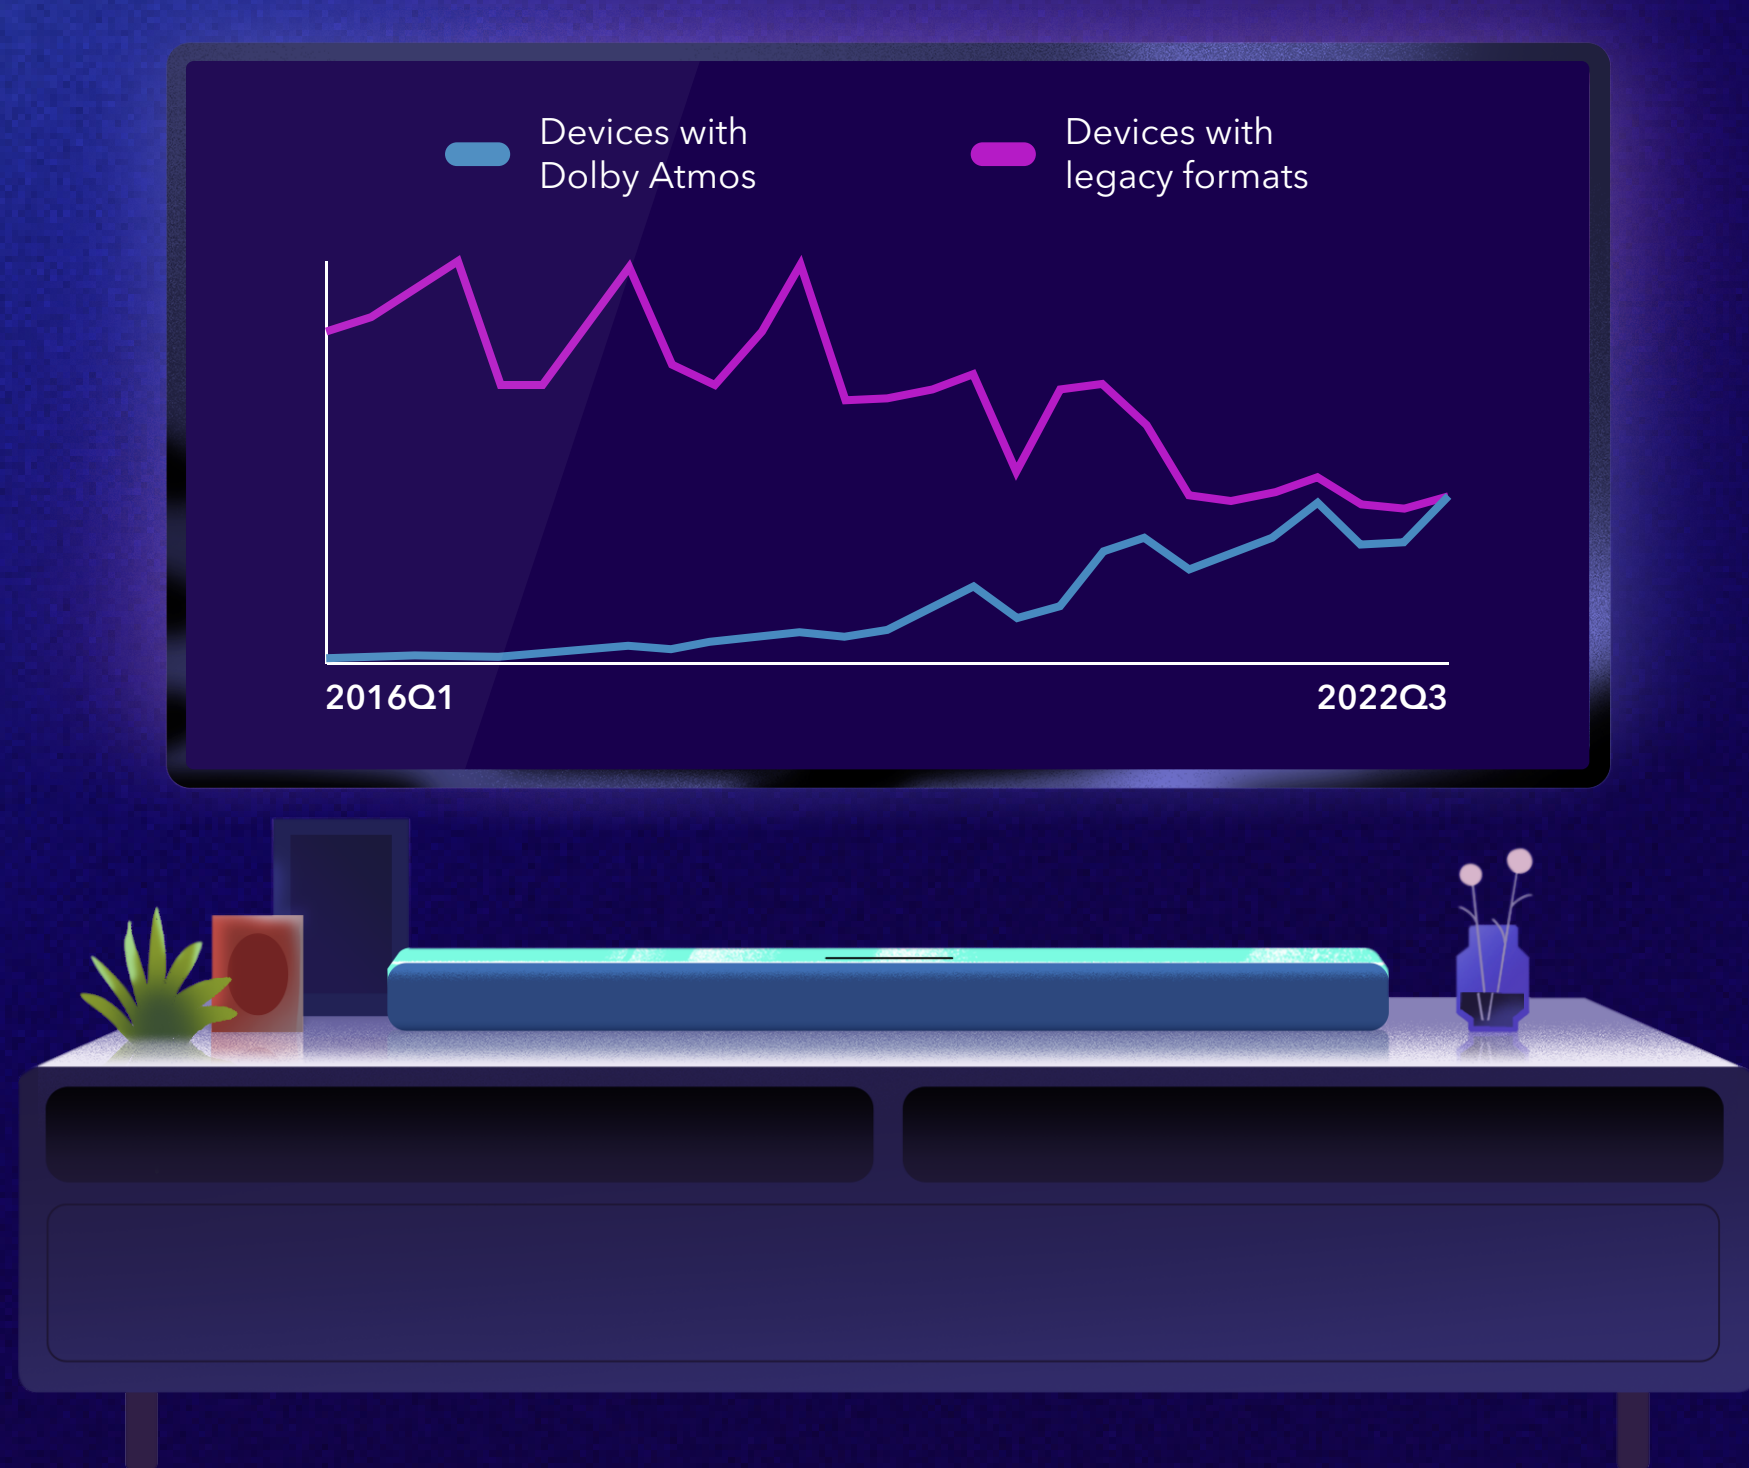 Devices with
Dolby Atmos
Devices with
legacy formats
2016Q1
2022Q3